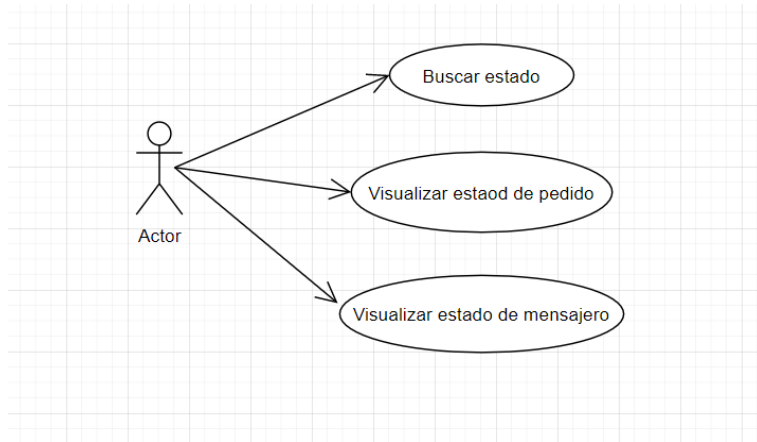 Buscar estado
Visualizar estaod de pedido
Actor
Visualizar estado de mensajero